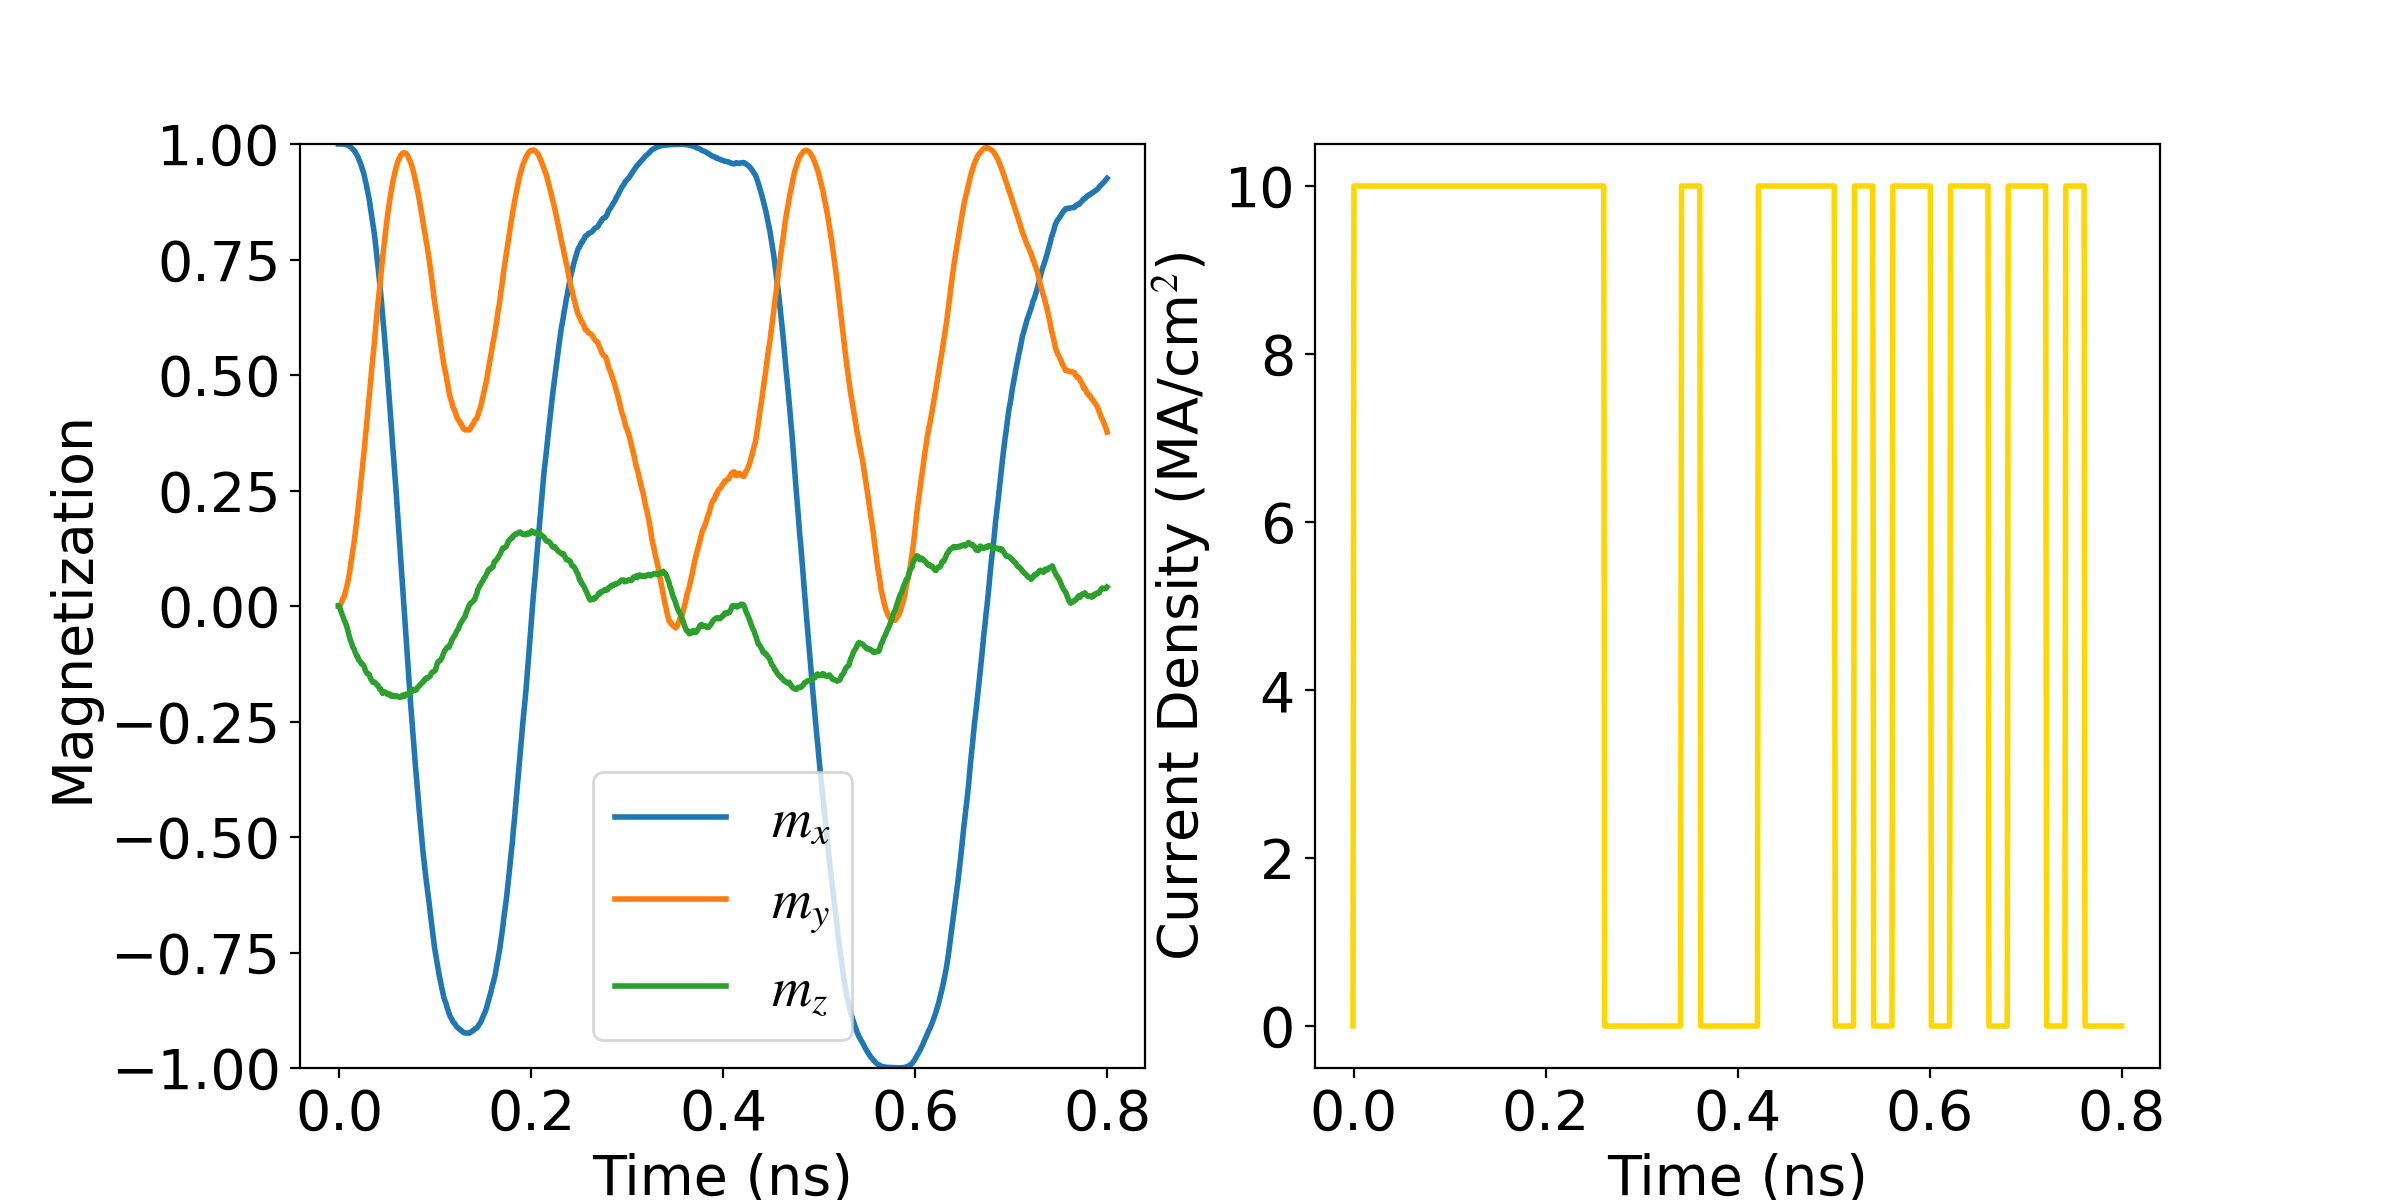 Magnetization
1.00
0.75
0.50
0.25
0.00
−0.25
−0.50
−0.75
−1.00
0.0 0.2 0.4 0.6 0.8
Time (ns)
m_x
m_y
m_z
Current Density (MA/cm²)
10
8
6
4
2
0
0.0 0.2 0.4 0.6 0.8
Time (ns)